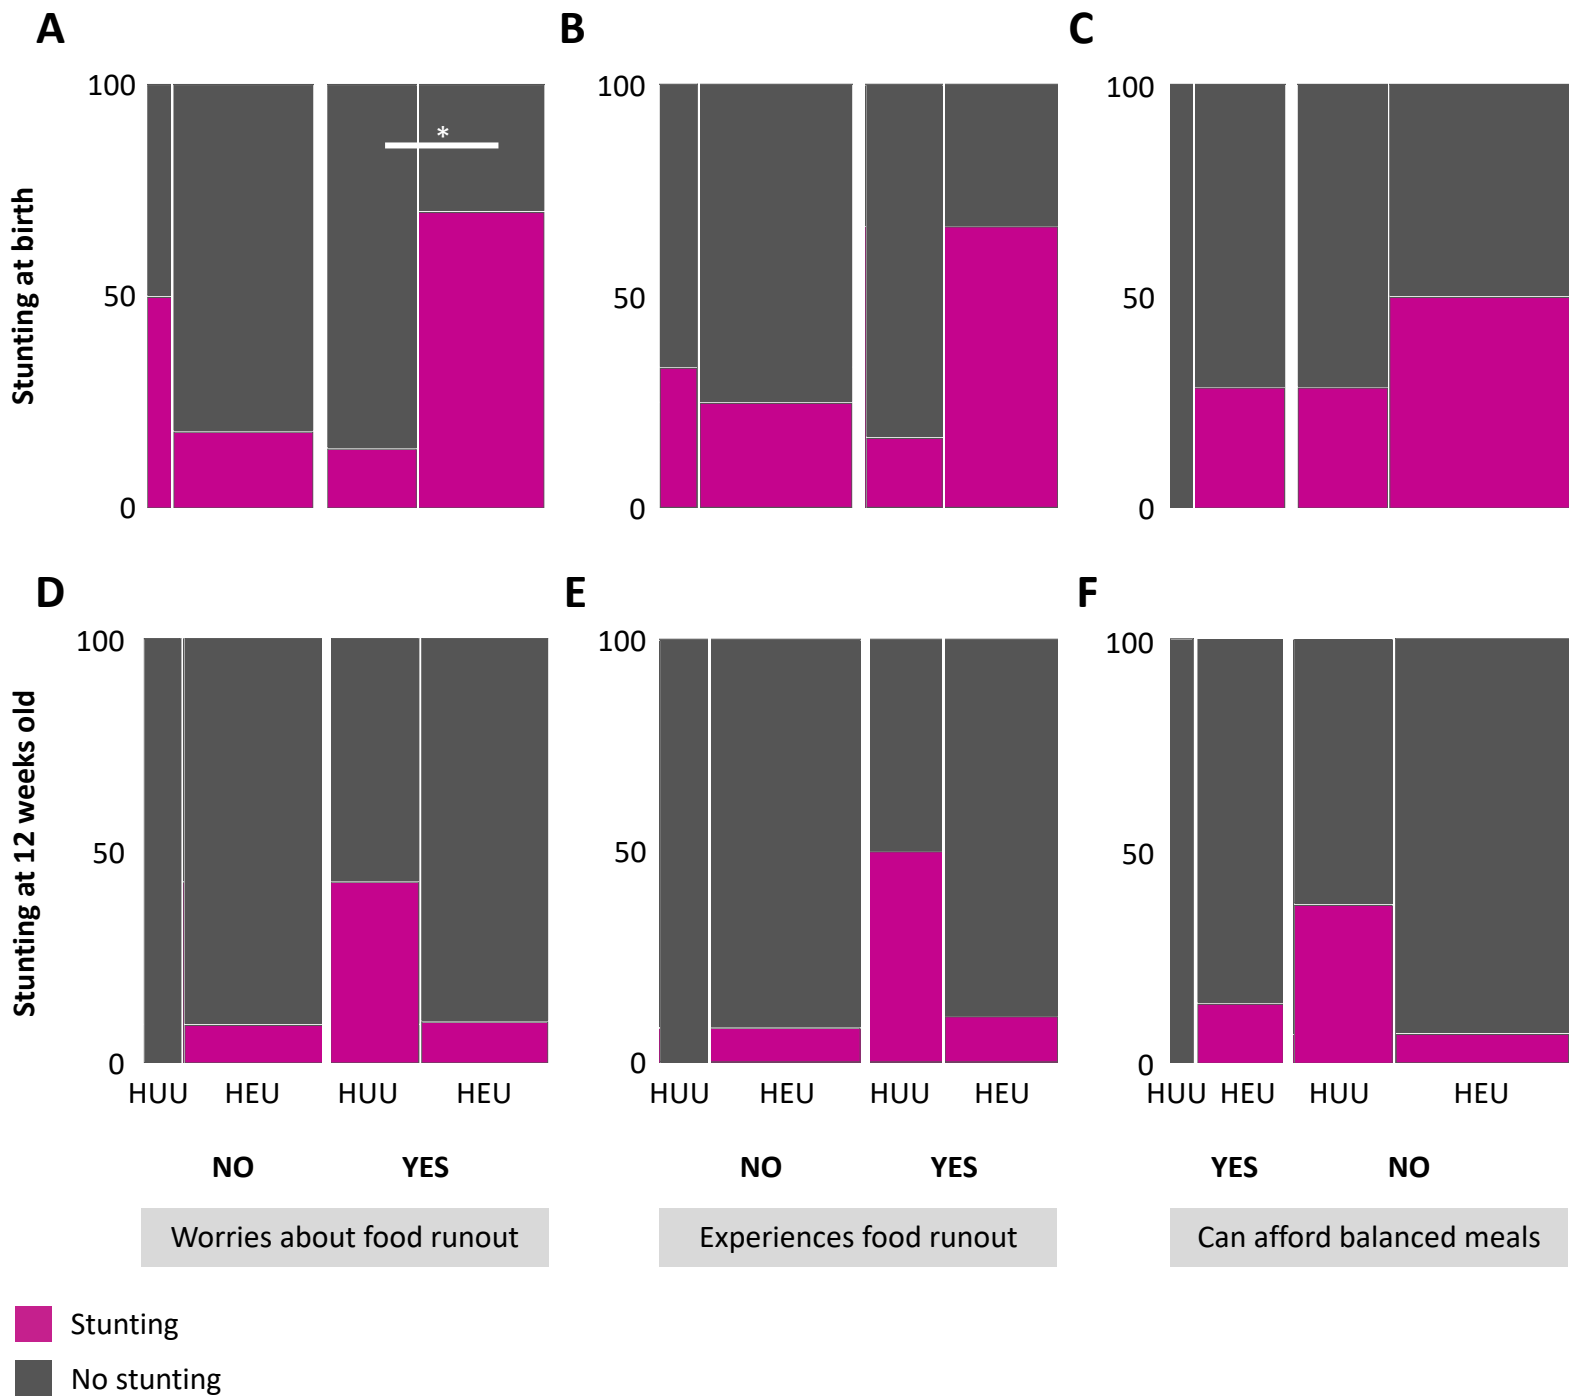 A
B
C
Stunting at birth
100
50
0
*
100
50
0
100
50
0
D
E
F
Stunting at 12 weeks old
100
50
0
100
50
0
100
50
0
HUU HEU HUU HEU
HUU HEU HUU HEU
HUU HEU HUU HEU
NO YES
NO YES
YES NO
Worries about food runout
Experiences food runout
Can afford balanced meals
Stunting
No stunting